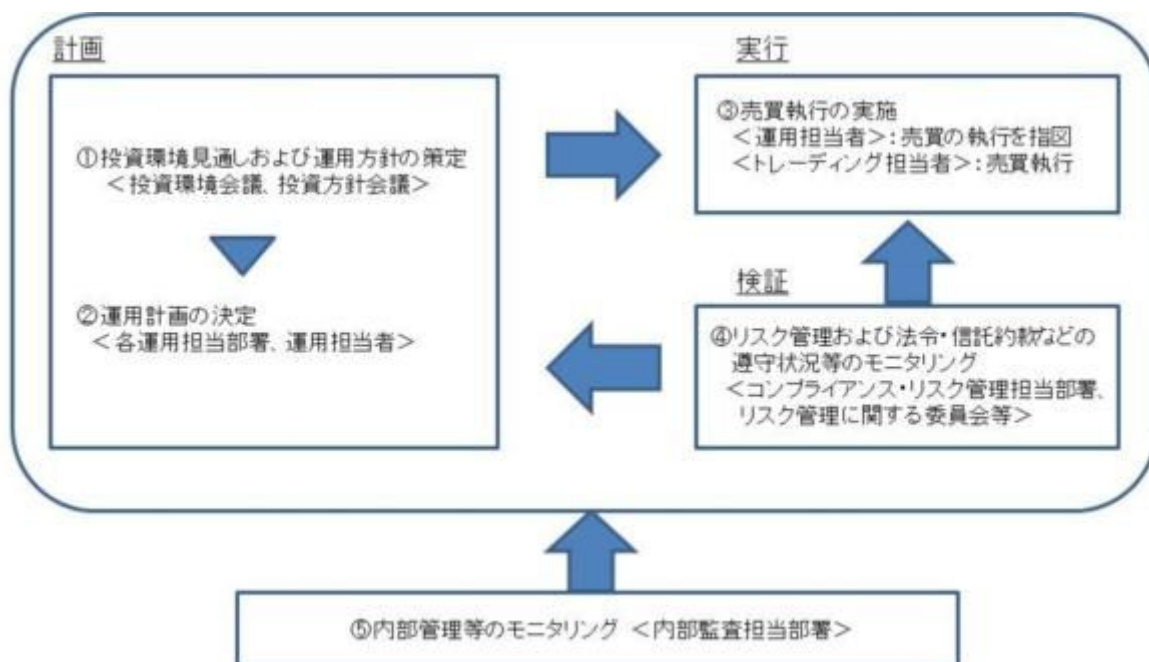 計画
①投資環境見通しおよび運用方針の策定
＜投資環境会議、投資方針会議＞
②運用計画の決定
＜各運用担当部署、運用担当者＞
実行
③売買執行の実施
＜運用担当者＞：売買の執行を指図
＜トレーディング担当者＞：売買執行
検証
④リスク管理および法令・信託約款などの
遵守状況等のモニタリング
＜コンプライアンス・リスク管理担当部署、
リスク管理に関する委員会等＞
⑤内部管理等のモニタリング ＜内部監査担当部署＞